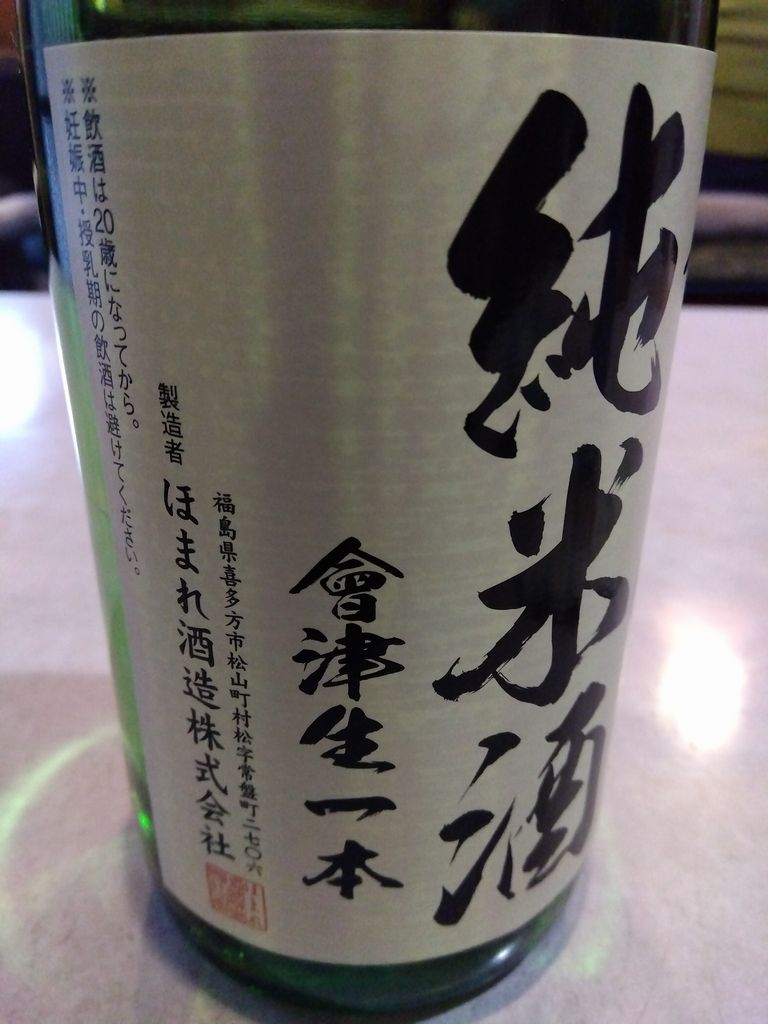 純米酒
會津生一本
福島県喜多方市松山町村松字常盤町二七〇六
製造者 ほまれ酒造株式会社
※飲酒は20歳になってから。
※妊娠中・授乳期の飲酒は避けてください。